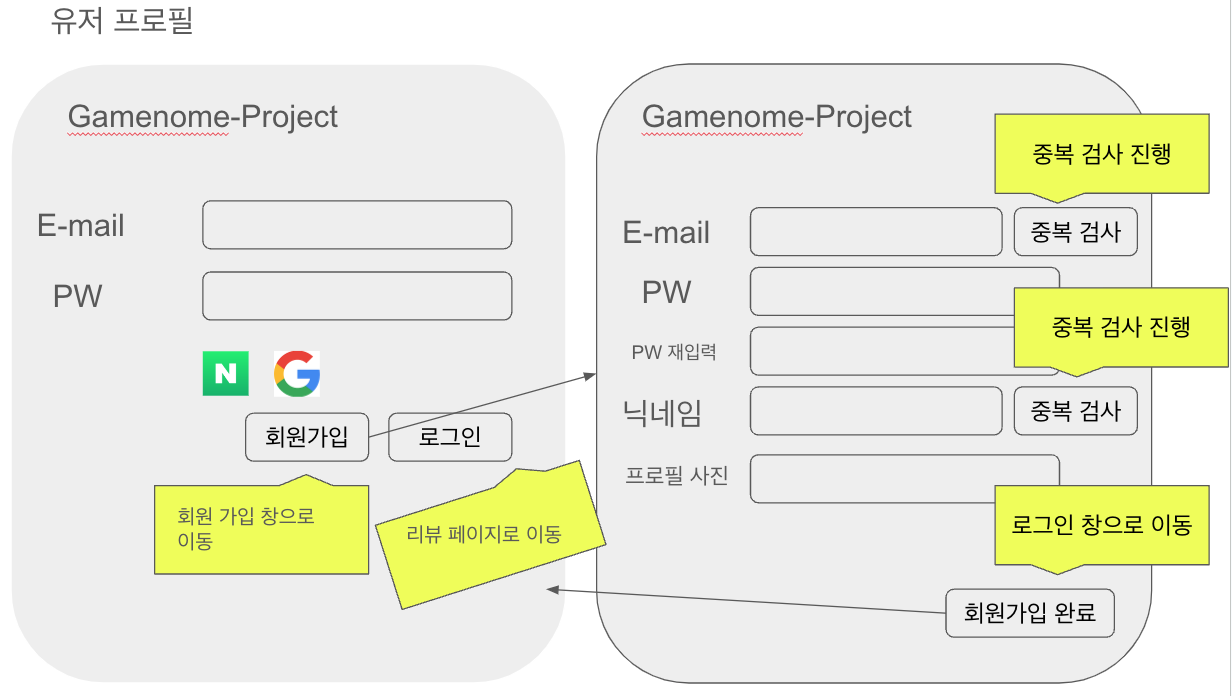 유저 프로필
Gamenome-Project
E-mail
PW
N
G
회원가입
로그인
회원 가입 창으로
이동
리뷰 페이지로 이동
Gamenome-Project
중복 검사 진행
E-mail
중복 검사
PW
중복 검사 진행
PW 재입력
닉네임
중복 검사
프로필 사진
로그인 창으로 이동
회원가입 완료